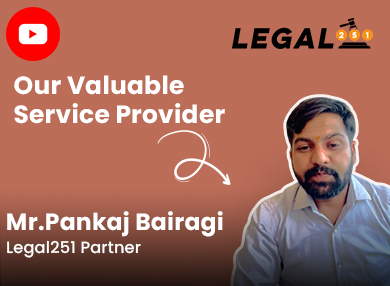 LEGAL 251
Our Valuable
Service Provider
Mr.Pankaj Bairagi
Legal251 Partner